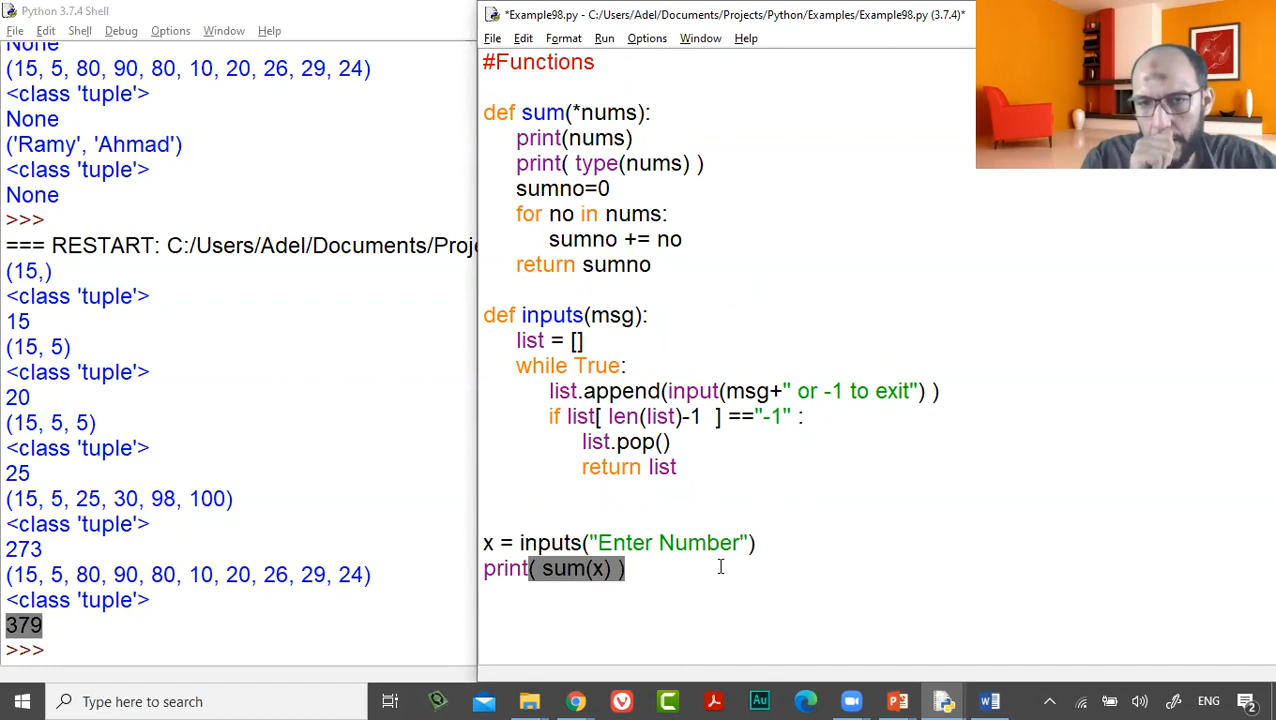 Python 3.7.4 Shell
File Edit Shell Debug Options Window Help
None
(15, 5, 80, 90, 80, 10, 20, 26, 29, 24)
<class 'tuple'>
None
('Ramy', 'Ahmad')
<class 'tuple'>
None
>>>
=== RESTART: C:/Users/Adel/Documents/Proje
(15,)
<class 'tuple'>
15
(15, 5)
<class 'tuple'>
20
(15, 5, 5)
<class 'tuple'>
25
(15, 5, 25, 30, 98, 100)
<class 'tuple'>
273
(15, 5, 80, 90, 80, 10, 20, 26, 29, 24)
<class 'tuple'>
379
>>>
*Example98.py - C:/Users/Adel/Documents/Projects/Python/Examples/Example98.py (3.7.4)*
File Edit Format Run Options Window Help
#Functions
def sum(*nums):
print(nums)
print( type(nums) )
sumno=0
for no in nums:
sumno += no
return sumno
def inputs(msg):
list = []
while True:
list.append(input(msg+" or -1 to exit") )
if list[ len(list)-1 ] =="-1" :
list.pop()
return list
x = inputs("Enter Number")
print( sum(x) )
Type here to search
ENG
2